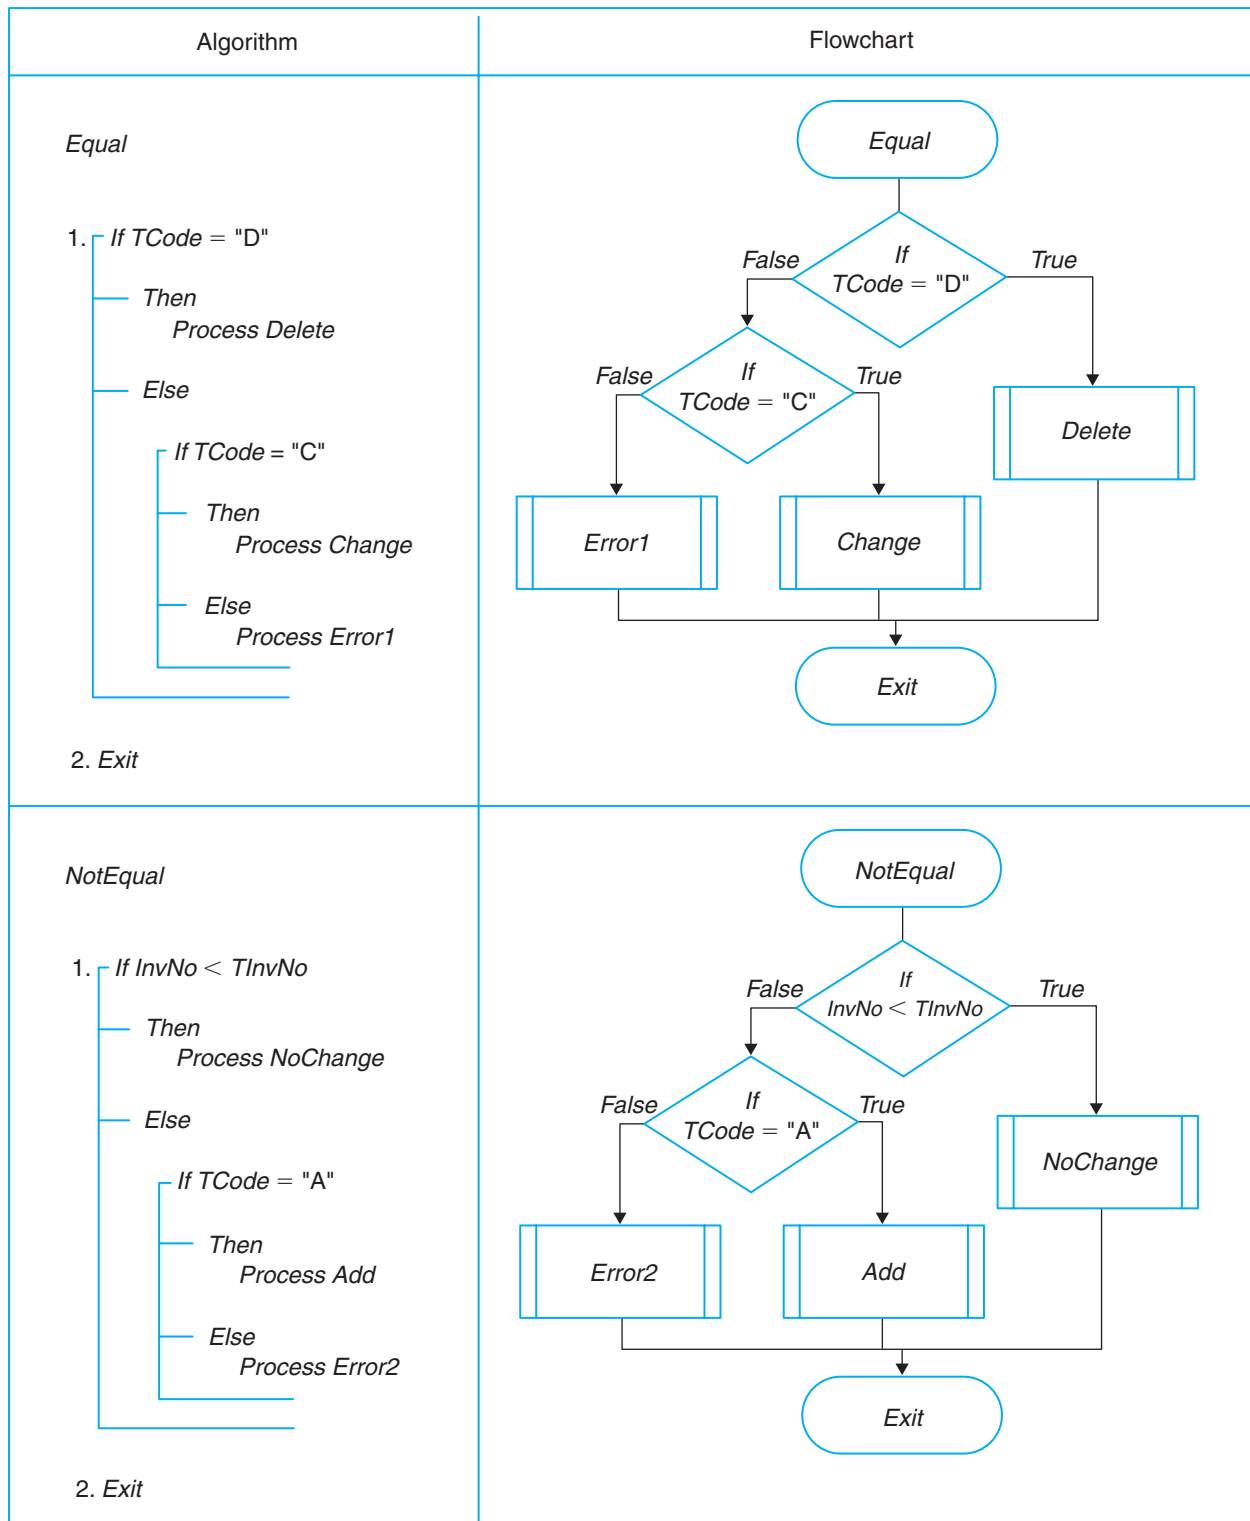 Algorithm
Flowchart
Equal
1. If TCode = "D"
Then
Process Delete
Else
If TCode = "C"
Then
Process Change
Else
Process Error1
2. Exit
Equal
If
TCode = "D"
False
True
If
TCode = "C"
False
True
Delete
Error1
Change
Exit
NotEqual
1. If InvNo < TInvNo
Then
Process NoChange
Else
If TCode = "A"
Then
Process Add
Else
Process Error2
2. Exit
NotEqual
If
InvNo < TInvNo
False
True
If
TCode = "A"
False
True
NoChange
Error2
Add
Exit